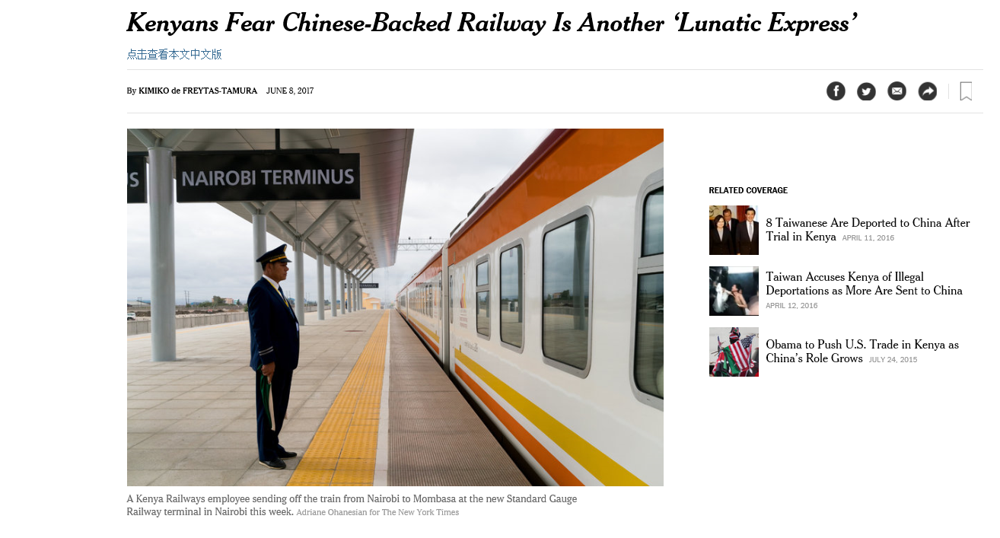 Kenyans Fear Chinese-Backed Railway Is Another ‘Lunatic Express’
点击查看本文中文版
By KIMIKO de FREYTAS-TAMURA JUNE 8, 2017
S
NAIROBI TERMINUS
TERMINUS
A Kenya Railways employee sending off the train from Nairobi to Mombasa at the new Standard Gauge
Railway terminal in Nairobi this week. Adriane Ohanesian for The New York Times
RELATED COVERAGE
8 Taiwanese Are Deported to China After
Trial in Kenya APRIL 11, 2016
Taiwan Accuses Kenya of Illegal
Deportations as More Are Sent to China
APRIL 12, 2016
Obama to Push U.S. Trade in Kenya as
China’s Role Grows JULY 24, 2015